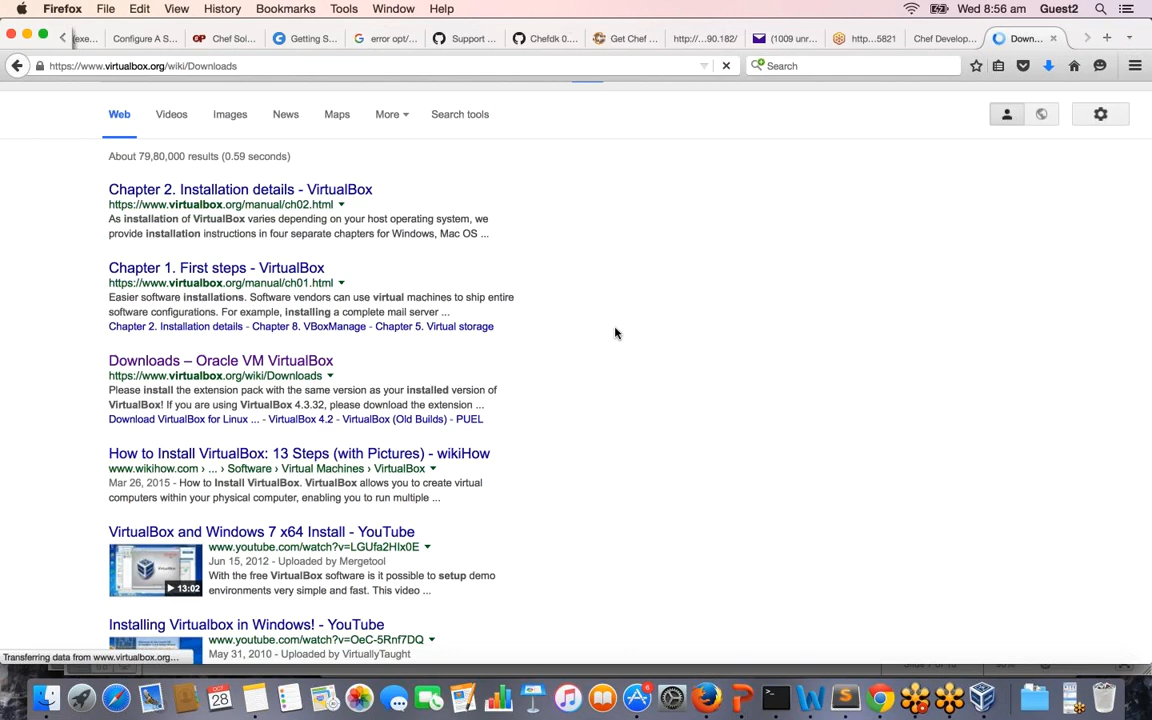 Firefox File Edit View History Bookmarks Tools Window Help Wed 8:56 am Guest2
(exe... Configure A S... Chef Sol... Getting S... error opt/... Support ... Chefdk 0.... Get Chef ... http://...90.182/ (1009 unr... http...5821 Chef Develop... Down...
https://www.virtualbox.org/wiki/Downloads Search
Web Videos Images News Maps More Search tools
About 79,80,000 results (0.59 seconds)
Chapter 2. Installation details - VirtualBox
https://www.virtualbox.org/manual/ch02.html
As installation of VirtualBox varies depending on your host operating system, we
provide installation instructions in four separate chapters for Windows, Mac OS ...
Chapter 1. First steps - VirtualBox
https://www.virtualbox.org/manual/ch01.html
Easier software installations. Software vendors can use virtual machines to ship entire
software configurations. For example, installing a complete mail server ...
Chapter 2. Installation details - Chapter 8. VBoxManage - Chapter 5. Virtual storage
Downloads – Oracle VM VirtualBox
https://www.virtualbox.org/wiki/Downloads
Please install the extension pack with the same version as your installed version of
VirtualBox! If you are using VirtualBox 4.3.32, please download the extension ...
Download VirtualBox for Linux ... - VirtualBox 4.2 - VirtualBox (Old Builds) - PUEL
How to Install VirtualBox: 13 Steps (with Pictures) - wikiHow
www.wikihow.com › ... › Software › Virtual Machines › VirtualBox
Mar 26, 2015 - How to Install VirtualBox. VirtualBox allows you to create virtual
computers within your physical computer, enabling you to run multiple ...
VirtualBox and Windows 7 x64 Install - YouTube
www.youtube.com/watch?v=LGUfa2HIx0E
Jun 15, 2012 - Uploaded by Mergetool
With the free VirtualBox software is it possible to setup demo
environments very simple and fast. This video ...
13:02
Installing Virtualbox in Windows! - YouTube
www.youtube.com/watch?v=OeC-5Rnf7DQ
May 31, 2010 - Uploaded by VirtuallyTaught
Transferring data from www.virtualbox.org...
OCT
28
6